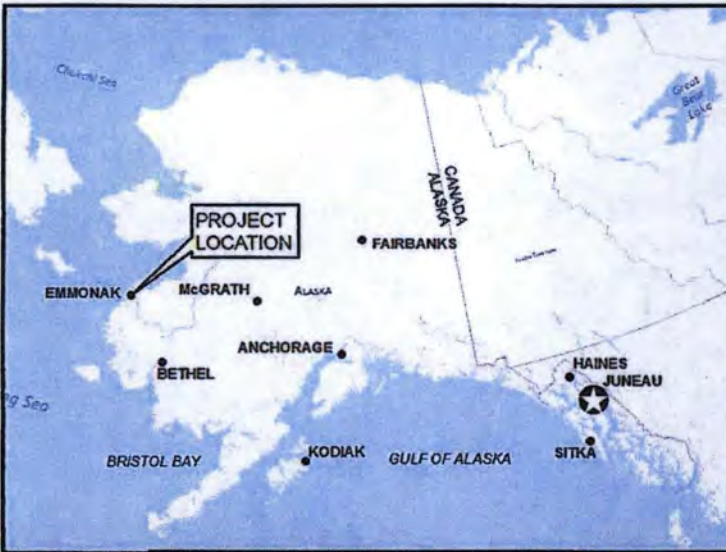 Chukchi Sea
Great
Bear
Lake
CANADA
ALASKA
PROJECT
LOCATION
FAIRBANKS
EMMONAK
McGRATH
ALASKA
ANCHORAGE
BETHEL
HAINES
JUNEAU
ng Sea
BRISTOL BAY
KODIAK
GULF OF ALASKA
SITKA